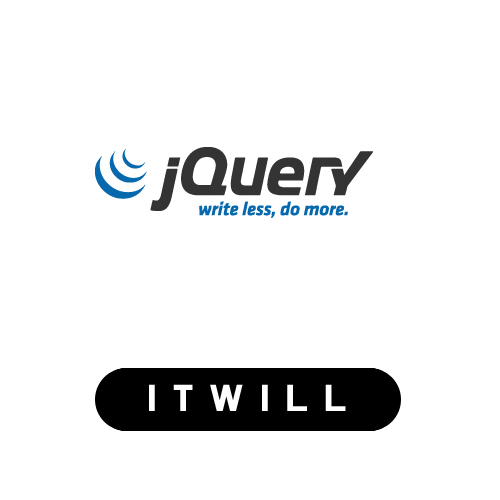 jQuery
write less, do more.
ITWILL